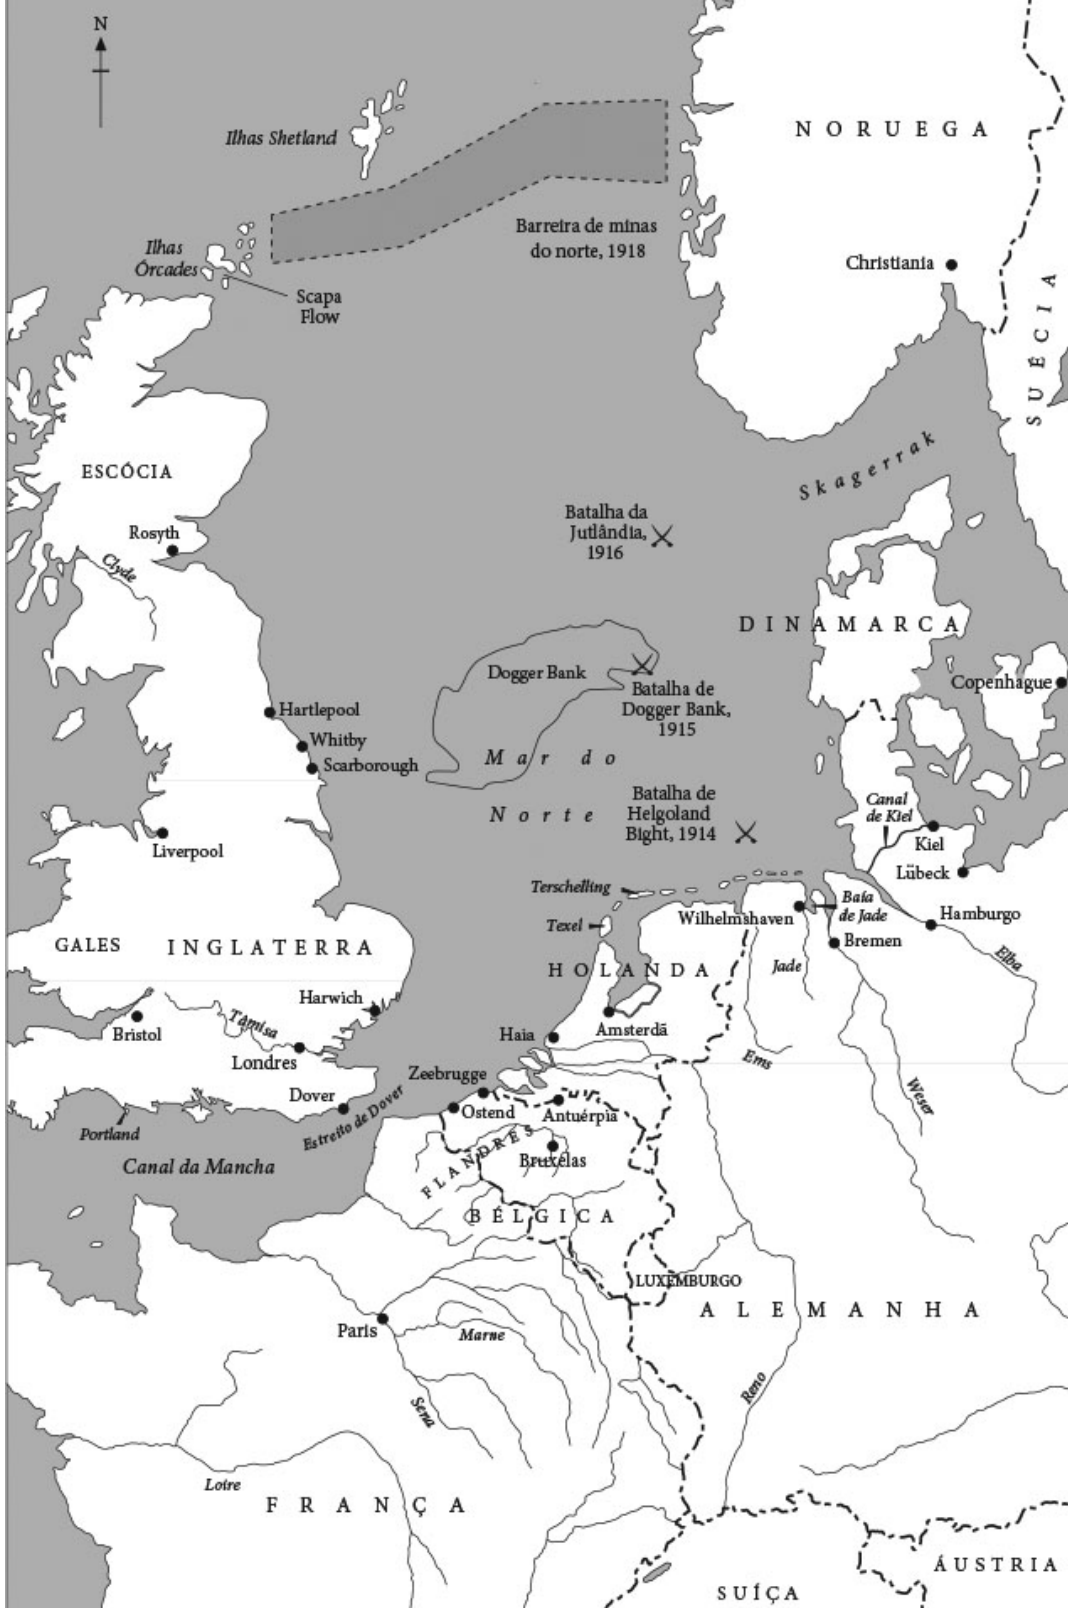 N
Ilhas Shetland
NORUEGA
Barreira de minas
do norte, 1918
Ilhas
Órcades
Christiania
Scapa
Flow
SUÉCIA
Skagerrak
ESCÓCIA
Batalha da
Jutlândia,
1916
Rosyth
Clyde
DINAMARCA
Dogger Bank
Copenhague
Batalha de
Dogger Bank,
1915
Hartlepool
Whitby
Scarborough
Mar do
Norte
Batalha de
Helgoland
Bight, 1914
Canal
de Kiel
Kiel
Liverpool
Lübeck
Terschelling
Baía
de Jade
Texel
Wilhelmshaven
Hamburgo
Bremen
GALES
INGLATERRA
HOLANDA
Jade
Elba
Harwich
Bristol
Tâmisa
Haia
Amsterdã
Londres
Ems
Zeebrugge
Weser
Dover
Estreito de Dover
Ostend
Antuérpia
Portland
FLANDRES
Bruxelas
Canal da Mancha
BÉLGICA
LUXEMBURGO
ALEMANHA
Paris
Marne
Reno
Sena
Loire
FRANÇA
ÁUSTRIA
SUÍÇA